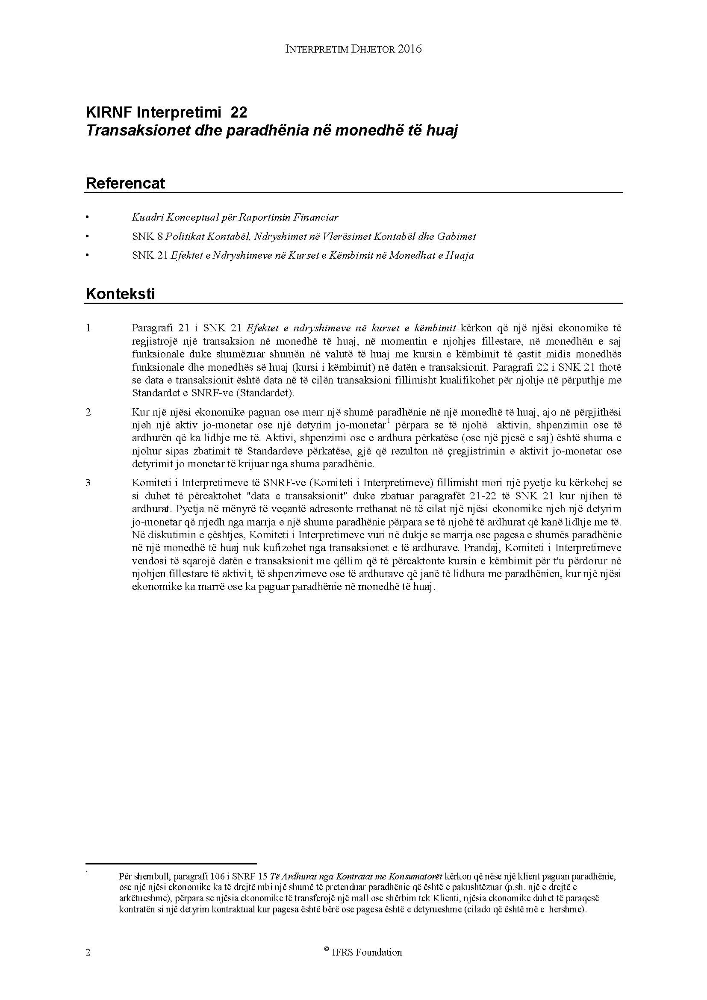 INTERPRETIM DHJETOR 2016
KIRNF Interpretimi 22
Transaksionet dhe paradhënia në monedhë të huaj
Referencat
• Kuadri Konceptual për Raportimin Financiar
• SNK 8 Politikat Kontabël, Ndryshimet në Vlerësimet Kontabël dhe Gabimet
• SNK 21 Efektet e Ndryshimeve në Kurset e Këmbimit në Monedhat e Huaja
Konteksti
1 Paragrafi 21 i SNK 21 Efektet e ndryshimeve në kurset e këmbimit kërkon që një njësi ekonomike të
regjistrojë një transaksion në monedhë të huaj, në momentin e njohjes fillestare, në monedhën e saj
funksionale duke shumëzuar shumën në valutë të huaj me kursin e këmbimit të çastit midis monedhës
funksionale dhe monedhës së huaj (kursi i këmbimit) në datën e transaksionit. Paragrafi 22 i SNK 21 thotë
se data e transaksionit është data në të cilën transaksioni fillimisht kualifikohet për njohje në përputhje me
Standardet e SNRF-ve (Standardet).
2 Kur një njësi ekonomike paguan ose merr një shumë paradhënie në një monedhë të huaj, ajo në përgjithësi
njeh një aktiv jo-monetar ose një detyrim jo-monetar1 përpara se të njohë aktivin, shpenzimin ose të
ardhurën që ka lidhje me të. Aktivi, shpenzimi ose e ardhura përkatëse (ose një pjesë e saj) është shuma e
njohur sipas zbatimit të Standardeve përkatëse, gjë që rezulton në çregjistrimin e aktivit jo-monetar ose
detyrimit jo monetar të krijuar nga shuma paradhënie.
3 Komiteti i Interpretimeve të SNRF-ve (Komiteti i Interpretimeve) fillimisht mori një pyetje ku kërkohej se
si duhet të përcaktohet "data e transaksionit" duke zbatuar paragrafët 21-22 të SNK 21 kur njihen të
ardhurat. Pyetja në mënyrë të veçantë adresonte rrethanat në të cilat një njësi ekonomike njeh një detyrim
jo-monetar që rrjedh nga marrja e një shume paradhënie përpara se të njohë të ardhurat që kanë lidhje me të.
Në diskutimin e çështjes, Komiteti i Interpretimeve vuri në dukje se marrja ose pagesa e shumës paradhënie
në një monedhë të huaj nuk kufizohet nga transaksionet e të ardhurave. Prandaj, Komiteti i Interpretimeve
vendosi të sqarojë datën e transaksionit me qëllim që të përcaktonte kursin e këmbimit për t'u përdorur në
njohjen fillestare të aktivit, të shpenzimeve ose të ardhurave që janë të lidhura me paradhënien, kur një njësi
ekonomike ka marrë ose ka paguar paradhënie në monedhë të huaj.
1 Për shembull, paragrafi 106 i SNRF 15 Të Ardhurat nga Kontratat me Konsumatorët kërkon që nëse një klient paguan paradhënie,
ose një njësi ekonomike ka të drejtë mbi një shumë të pretenduar paradhënie që është e pakushtëzuar (p.sh. një e drejtë e
arkëtueshme), përpara se njësia ekonomike të transferojë një mall ose shërbim tek Klienti, njësia ekonomike duhet të paraqesë
kontratën si një detyrim kontraktual kur pagesa është bërë ose pagesa është e detyrueshme (cilado që është më e hershme).
2 © IFRS Foundation